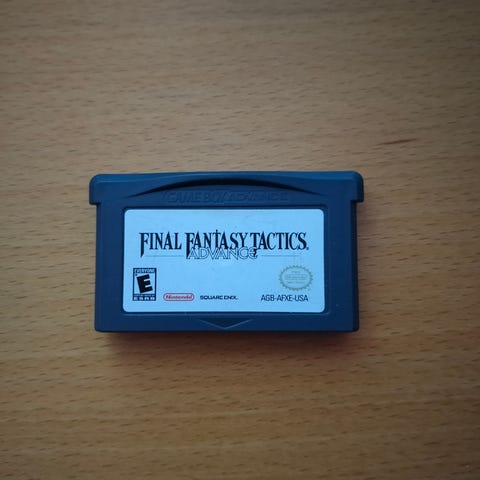 GAME BOY ADVANCE
FINAL FANTASY TACTICS®
ADVANCE
EVERYONE
E
ESRB
Nintendo®
SQUARE ENIX.
AGB-AFXE-USA